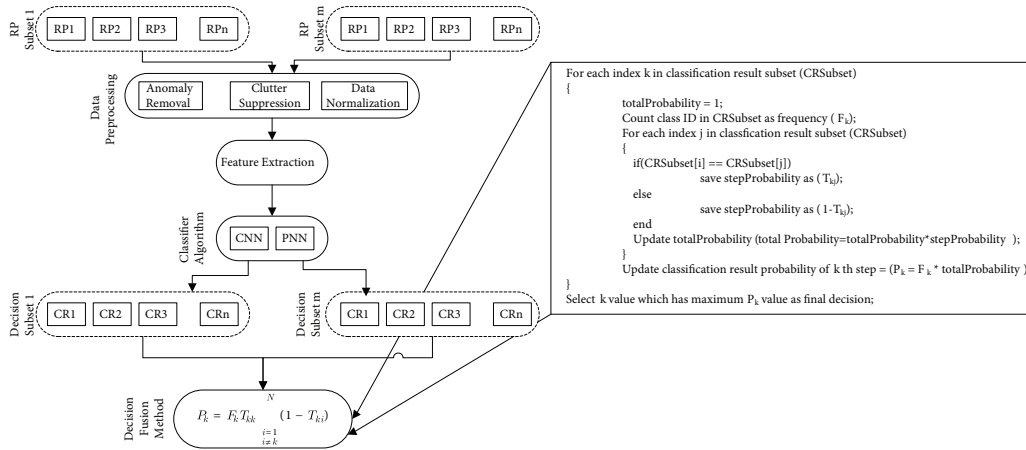 RP
Subset 1
RP1 RP2 RP3 RPn
RP
Subset m
RP1 RP2 RP3 RPn
Data
Preprocessing
Anomaly
Removal
Clutter
Suppression
Data
Normalization
Feature Extraction
Classifier
Algorithm
CNN PNN
Decision
Subset 1
CR1 CR2 CR3 CRn
Decision
Subset m
CR1 CR2 CR3 CRn
Decision
Fusion
Method
N
P_k = F_k T_kk (1 − T_ki)
i=1
i≠k
For each index k in classification result subset (CRSubset)
{
totalProbability = 1;
Count class ID in CRSubset as frequency ( F_k);
For each index j in classfication result subset (CRSubset)
{
if(CRSubset[i] == CRSubset[j])
save stepProbability as ( T_kj);
else
save stepProbability as ( 1-T_kj);
end
Update totalProbability (total Probability=totalProbability*stepProbability );
}
Update classification result probability of k th step = (P_k = F_k * totalProbability )
}
Select k value which has maximum P_k value as final decision;